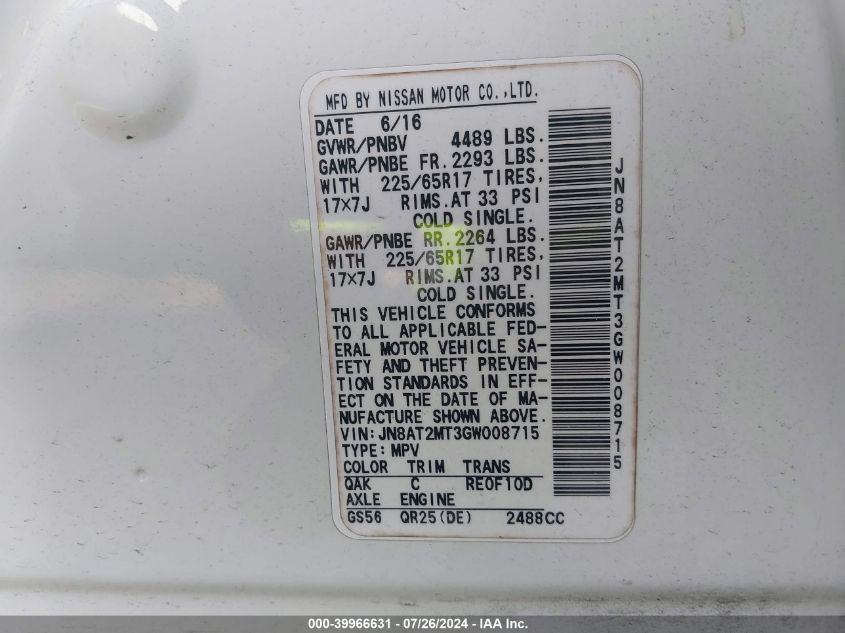 MFD BY NISSAN MOTOR CO.,LTD.
DATE 6/16
GVWR/PNBV 4489 LBS.
GAWR/PNBE FR. 2293 LBS.
WITH 225/65R17 TIRES,
17×7J RIMS.AT 33 PSI
COLD SINGLE.
GAWR/PNBE RR. 2264 LBS.
WITH 225/65R17 TIRES,
17×7J RIMS.AT 33 PSI
COLD SINGLE.
THIS VEHICLE CONFORMS
TO ALL APPLICABLE FED-
ERAL MOTOR VEHICLE SA-
FETY AND THEFT PREVEN-
TION STANDARDS IN EFF-
ECT ON THE DATE OF MA-
NUFACTURE SHOWN ABOVE.
VIN:JN8AT2MT3GW008715
TYPE:MPV
COLOR TRIM TRANS
QAK C RE0F10D
AXLE ENGINE
GS56 QR25(DE) 2488CC
JN8AT2MT3GW008715
000-39966631 - 07/26/2024 - IAA Inc.